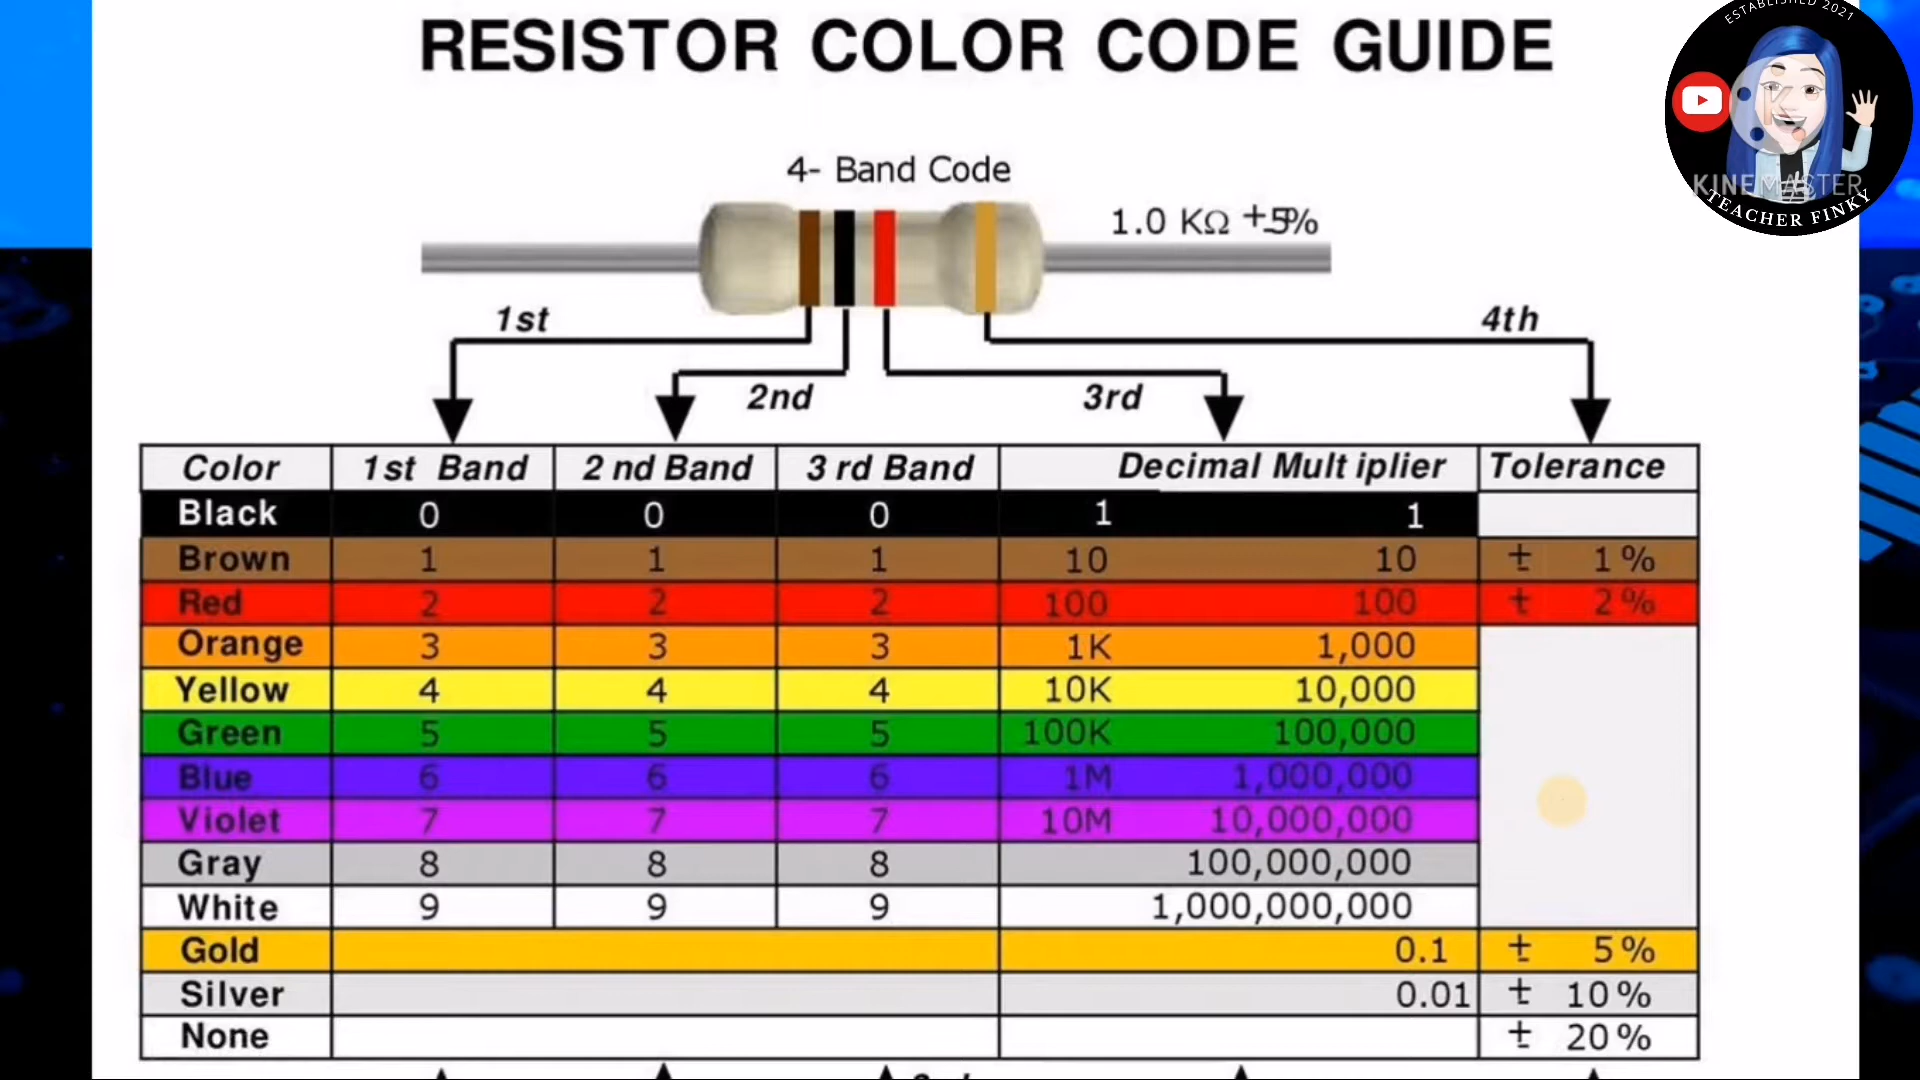 ESTABLISHED 2021
RESISTOR COLOR CODE GUIDE
KINEMASTER
TEACHER FINKY
4- Band Code
1.0 KΩ +5%
1st
4th
2nd
3rd
Color 1st Band 2 nd Band 3 rd Band Decimal Mult iplier Tolerance
Black 0 0 0 1 1
Brown 1 1 1 10 10 ± 1 %
Red 2 2 2 100 100 ± 2 %
Orange 3 3 3 1K 1,000
Yellow 4 4 4 10K 10,000
Green 5 5 5 100K 100,000
Blue 6 6 6 1M 1,000,000
Violet 7 7 7 10M 10,000,000
Gray 8 8 8 100,000,000
White 9 9 9 1,000,000,000
Gold 0.1 ± 5 %
Silver 0.01 ± 10 %
None ± 20 %